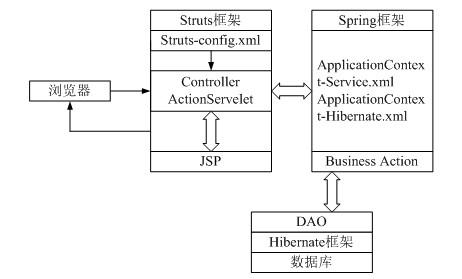 Struts框架
Struts-config.xml
Controller
ActionServelet
JSP
浏览器
Spring框架
ApplicationContex
t-Service.xml
ApplicationContex
t-Hibernate.xml
Business Action
DAO
Hibernate框架
数据库